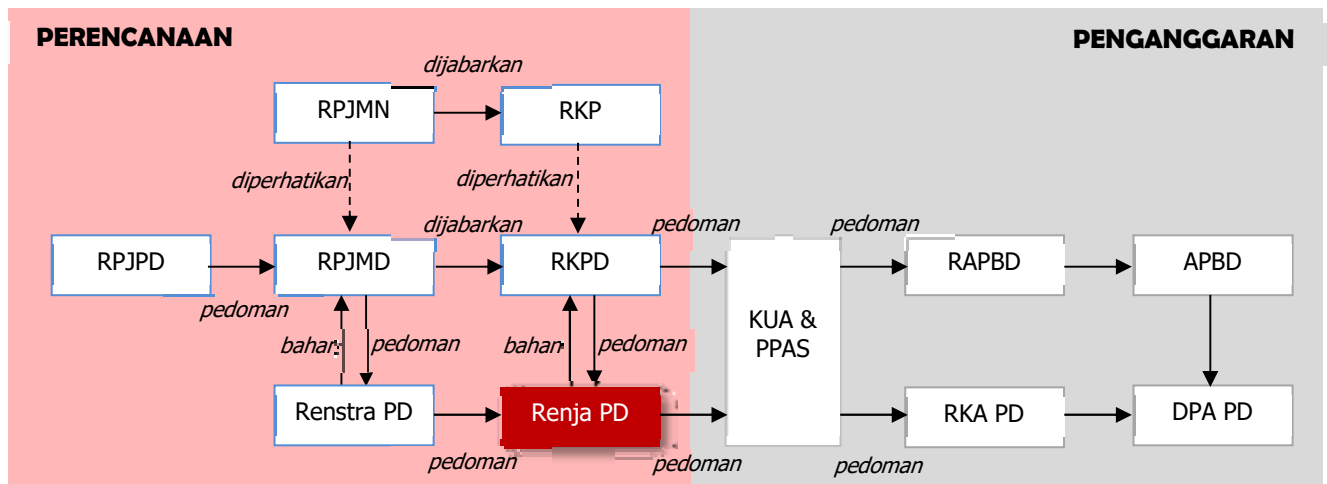 PERENCANAAN
PENGANGGARAN
dijabarkan
RPJMN
RKP
diperhatikan
diperhatikan
dijabarkan
pedoman
pedoman
RPJPD
RPJMD
RKPD
RAPBD
APBD
pedoman
KUA &
PPAS
bahan
pedoman
bahan
pedoman
Renstra PD
Renja PD
RKA PD
DPA PD
pedoman
pedoman
pedoman